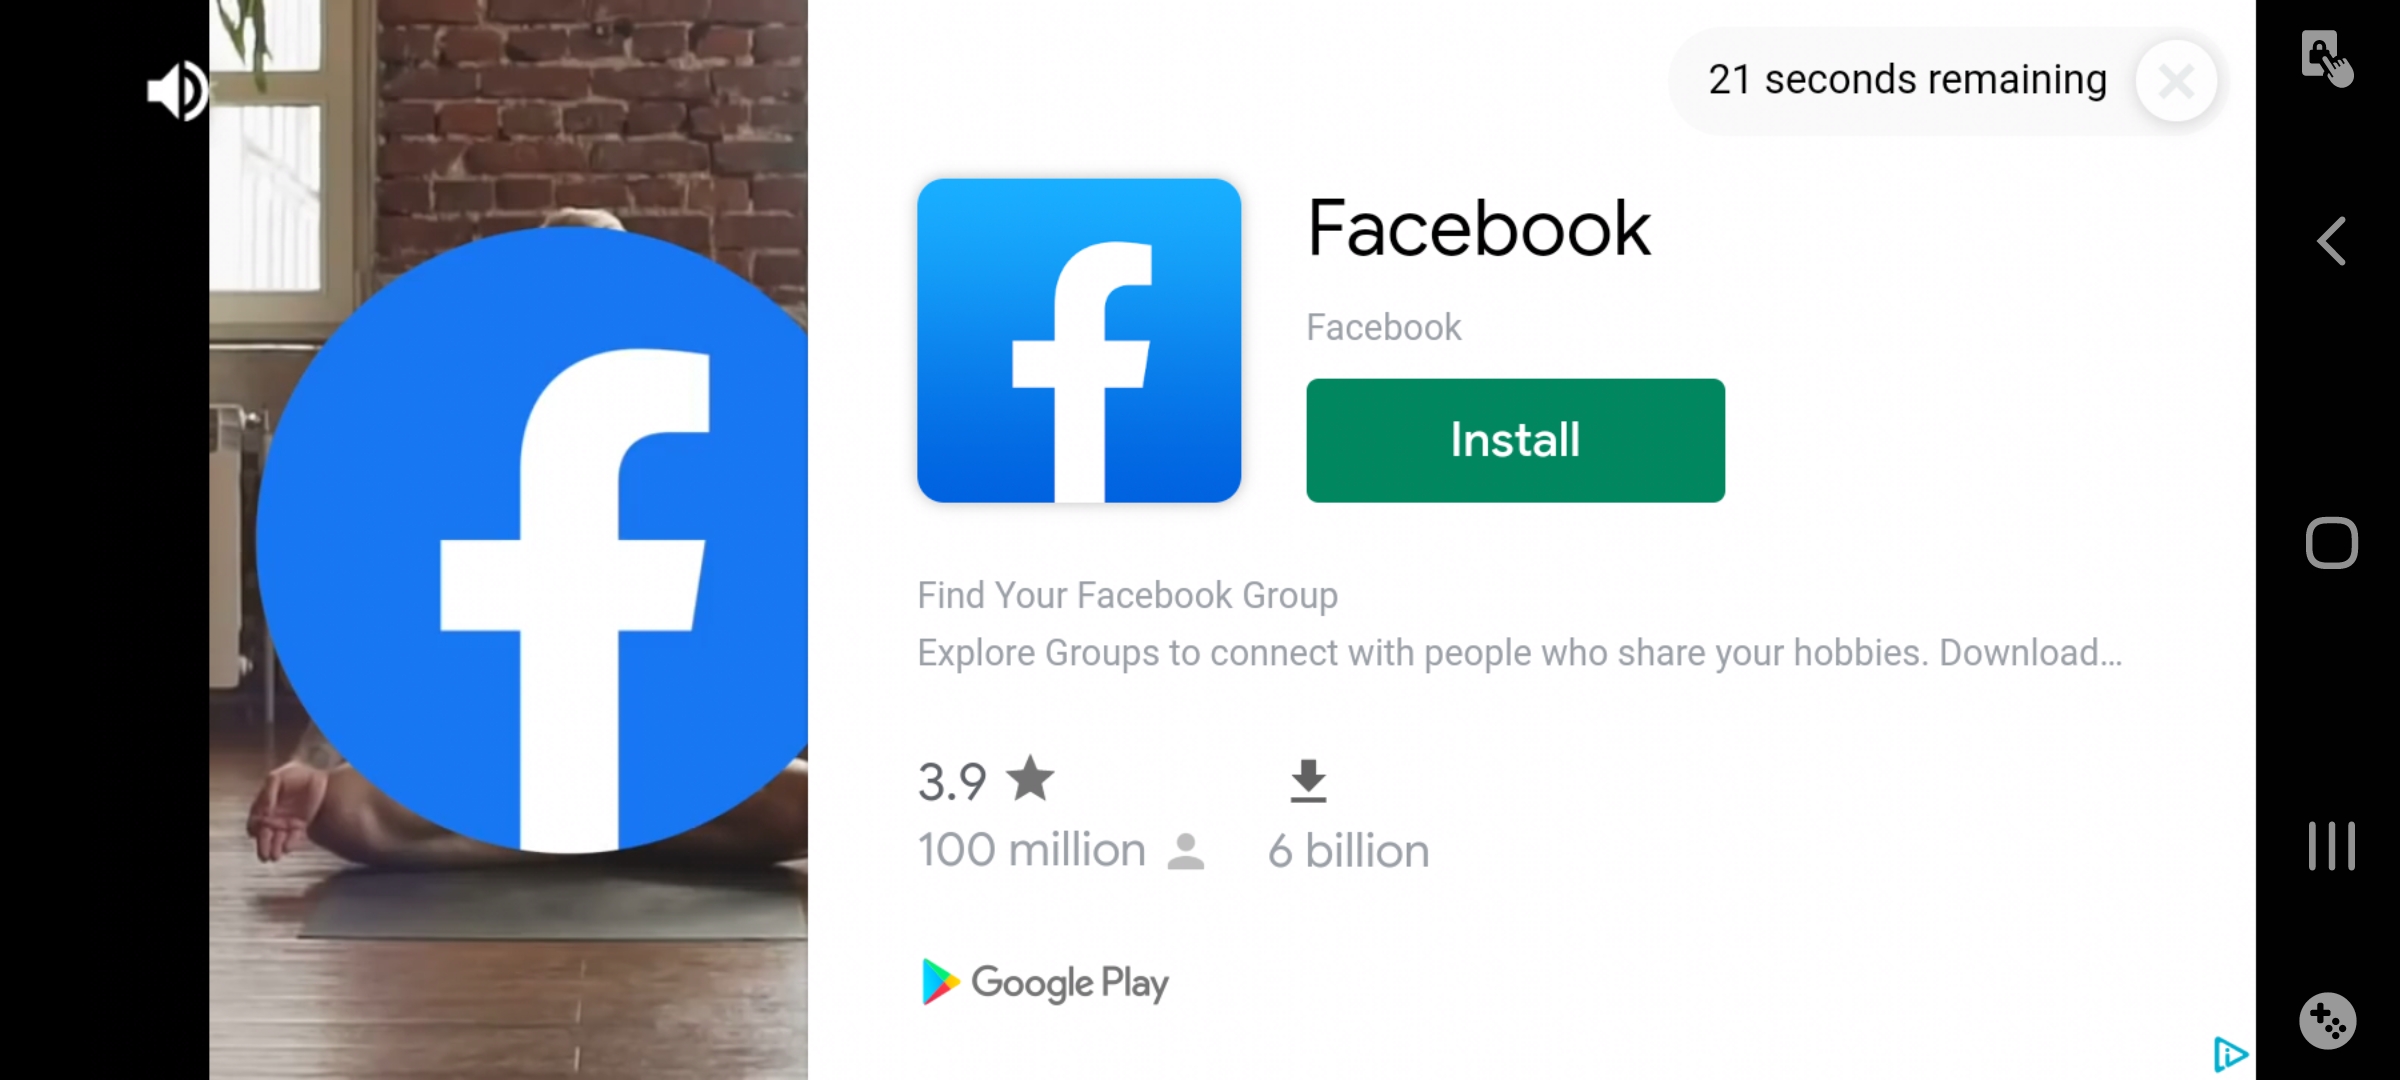 21 seconds remaining
Facebook
Facebook
Install
Find Your Facebook Group
Explore Groups to connect with people who share your hobbies. Download...
3.9
100 million
6 billion
Google Play